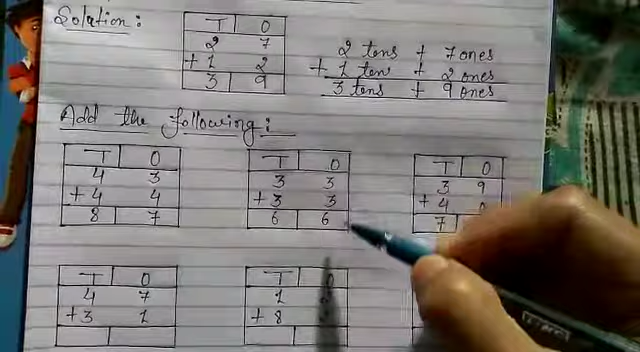 Solution:
T O
2 7
+1 2
3 9
2 tens + 7 ones
+ 1 ten + 2 ones
3 tens + 9 ones
Add the following:
T O
4 3
+4 4
8 7
T O
3 3
+3 3
6 6
T O
3 9
+ 4 0
7
T O
4 7
+3 1
T O
1
+ 8